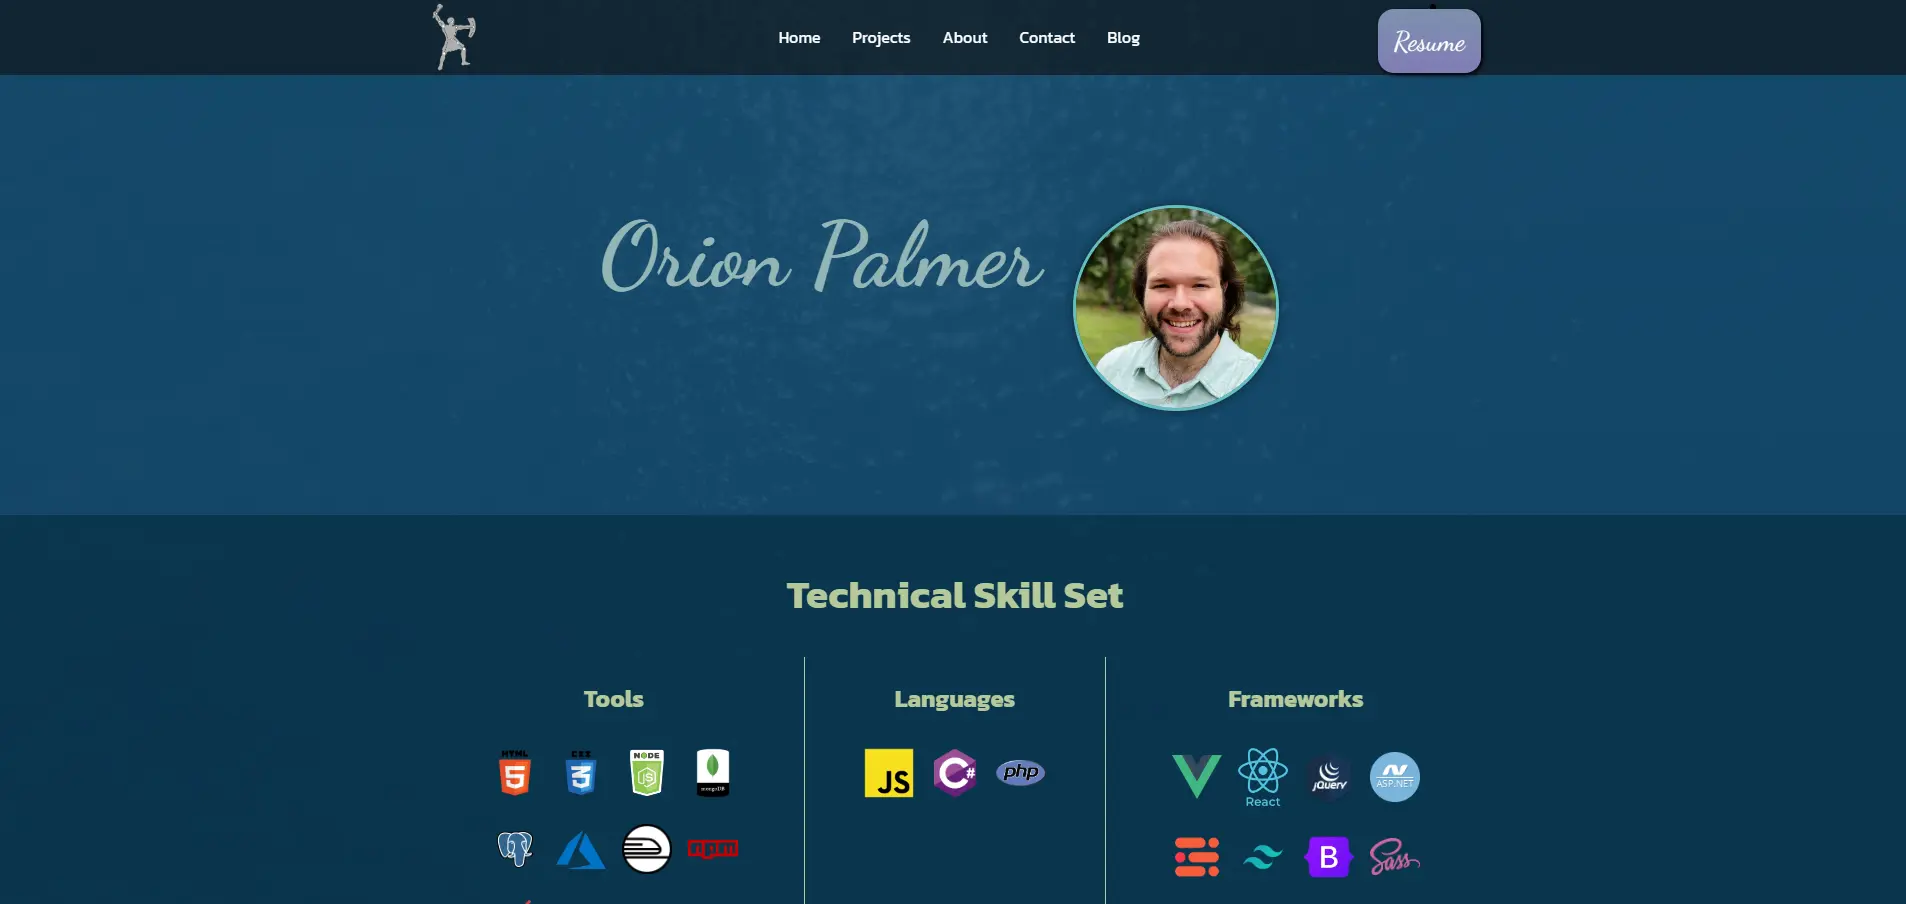 Home Projects About Contact Blog
Resume
Orion Palmer
Technical Skill Set
Tools
Languages
Frameworks
HTML
5
CSS
3
NODE
JS
mongoDB
JS
C#
php
React
jQuery
ASP.NET
npm
B
Sass